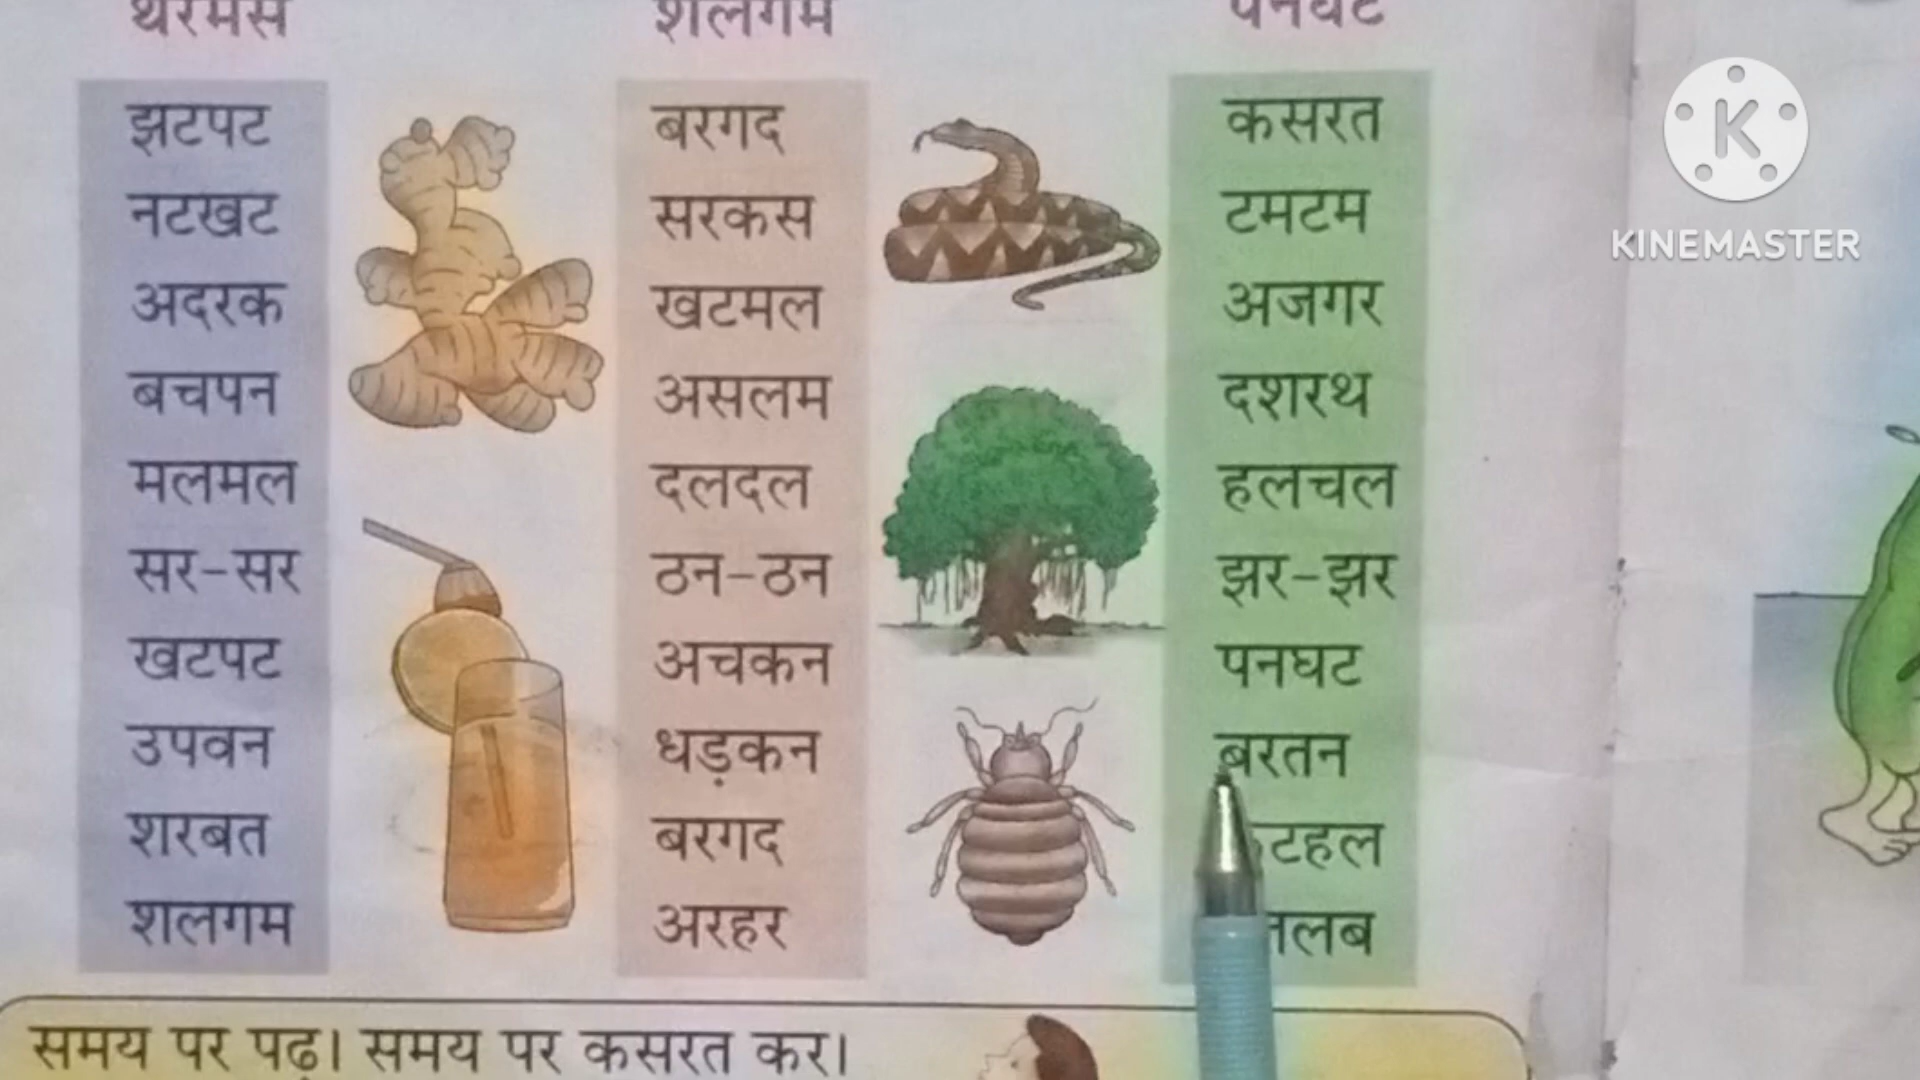 थरमस
शलगम
पनघट
झटपट
नटखट
अदरक
बचपन
मलमल
सर-सर
खटपट
उपवन
शरबत
शलगम
बरगद
सरकस
खटमल
असलम
दलदल
ठन-ठन
अचकन
धड़कन
बरगद
अरहर
कसरत
टमटम
अजगर
दशरथ
हलचल
झर-झर
पनघट
बरतन
समय पर पढ़। समय पर कसरत कर।
K
KINEMASTER